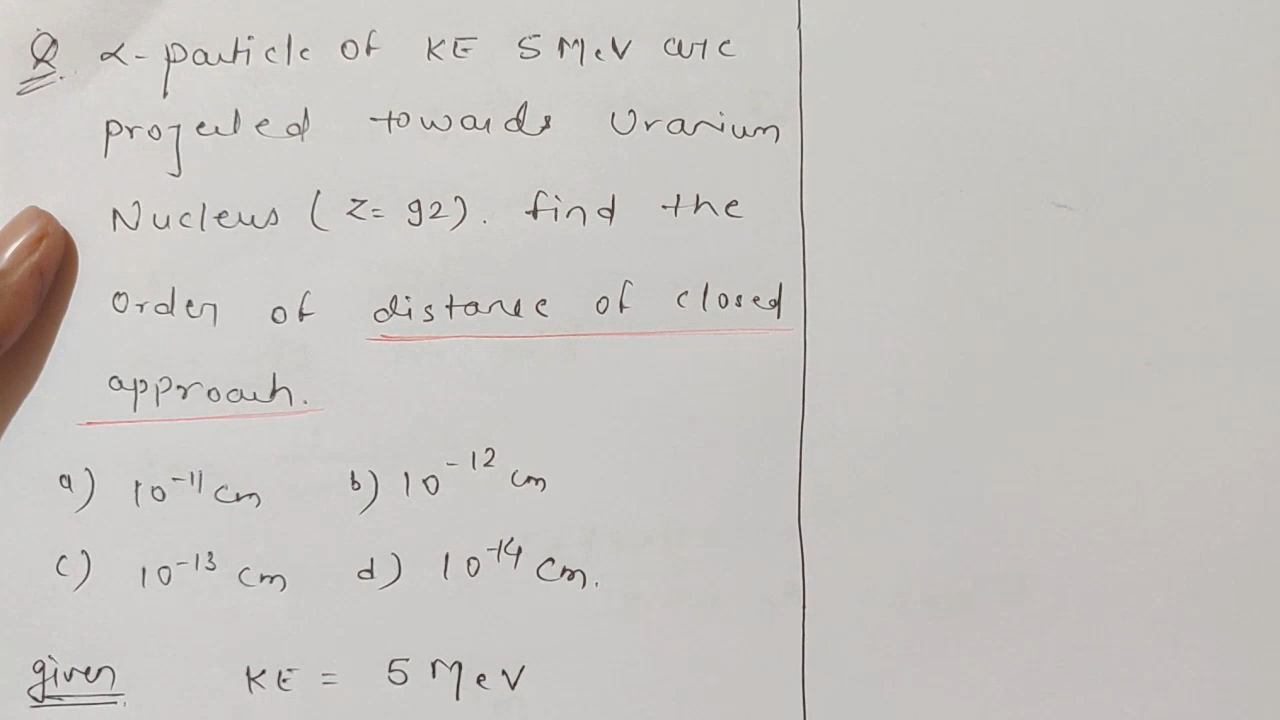 Q. α-particle of KE 5 MeV are
projected towards Uranium
Nucleus (Z= 92). find the
Order of distance of closed
approach.
a) 10⁻¹¹ cm b) 10⁻¹² cm
c) 10⁻¹³ cm d) 10⁻¹⁴ cm.
given KE = 5 MeV